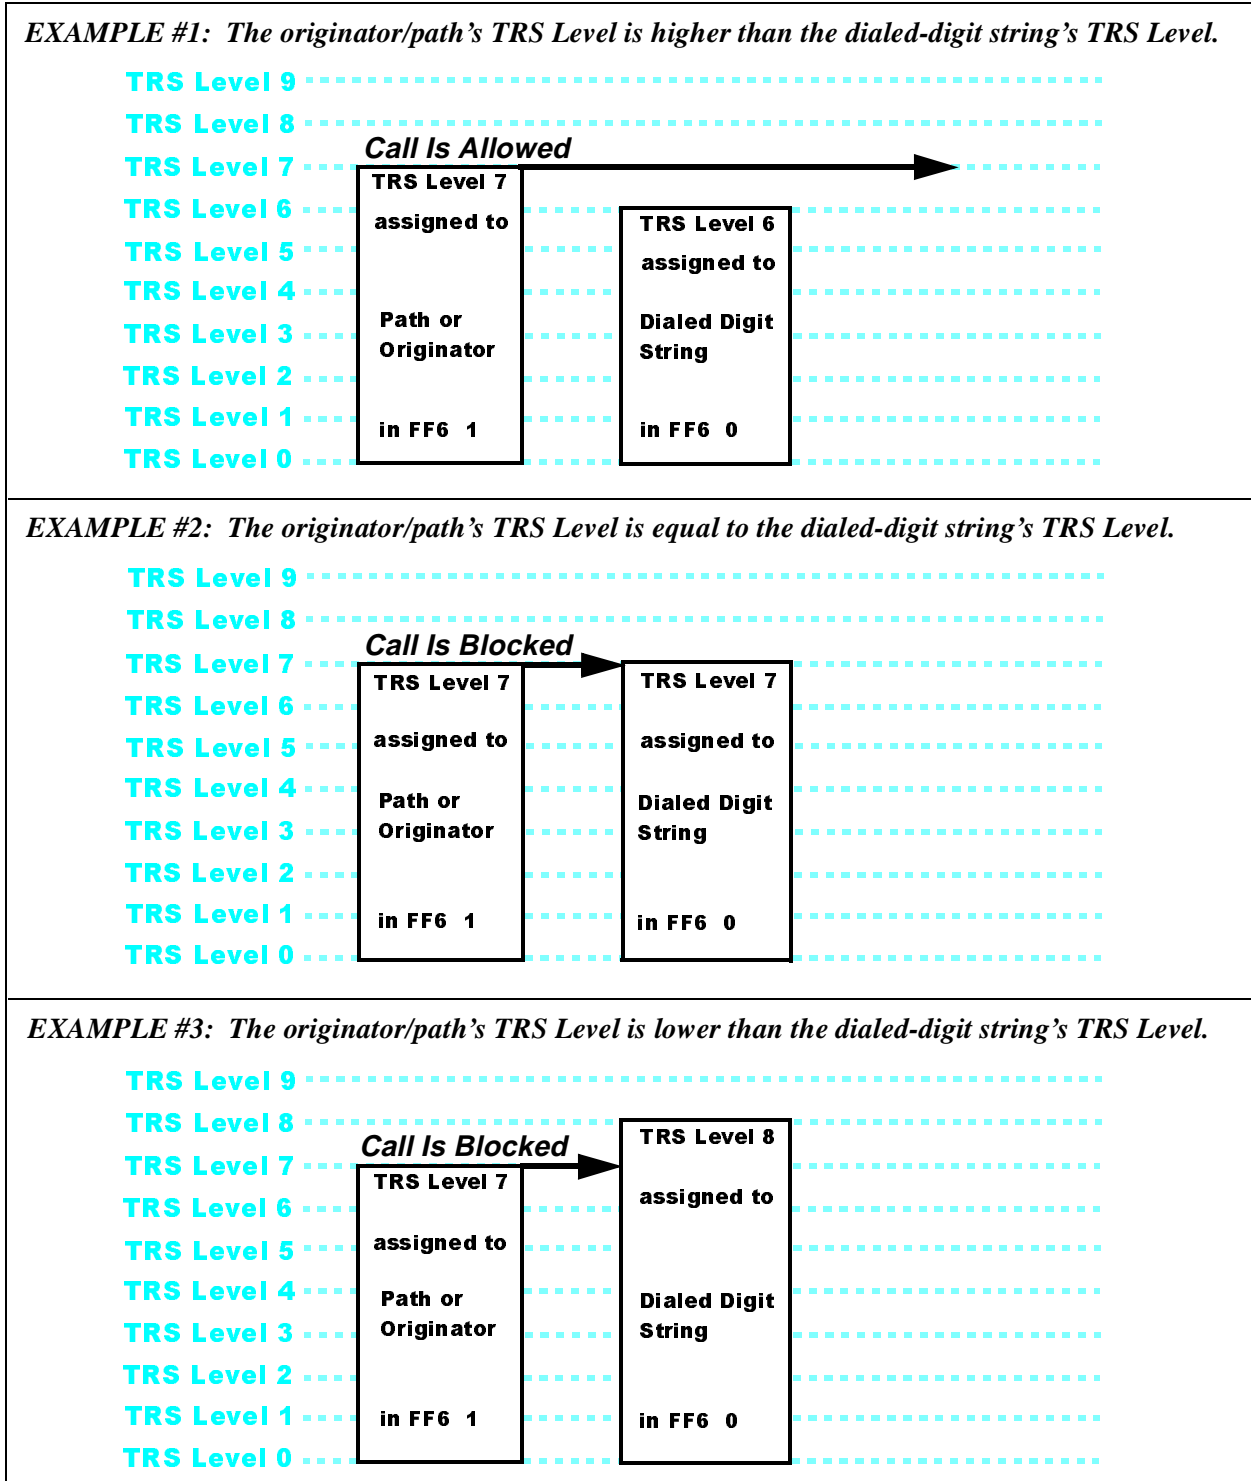 EXAMPLE #1: The originator/path's TRS Level is higher than the dialed-digit string's TRS Level.
TRS Level 9
TRS Level 8
Call Is Allowed
TRS Level 7
TRS Level 7
TRS Level 6
assigned to
TRS Level 6
TRS Level 5
assigned to
TRS Level 4
Path or
Originator
Dialed Digit
String
TRS Level 3
TRS Level 2
TRS Level 1
in FF6 1
in FF6 0
TRS Level 0
EXAMPLE #2: The originator/path's TRS Level is equal to the dialed-digit string's TRS Level.
TRS Level 9
TRS Level 8
Call Is Blocked
TRS Level 7
TRS Level 7
TRS Level 7
TRS Level 6
assigned to
assigned to
TRS Level 5
TRS Level 4
Path or
Originator
Dialed Digit
String
TRS Level 3
TRS Level 2
TRS Level 1
in FF6 1
in FF6 0
TRS Level 0
EXAMPLE #3: The originator/path's TRS Level is lower than the dialed-digit string's TRS Level.
TRS Level 9
TRS Level 8
TRS Level 8
Call Is Blocked
TRS Level 7
TRS Level 7
assigned to
TRS Level 6
assigned to
TRS Level 5
TRS Level 4
Path or
Originator
Dialed Digit
String
TRS Level 3
TRS Level 2
TRS Level 1
in FF6 1
in FF6 0
TRS Level 0